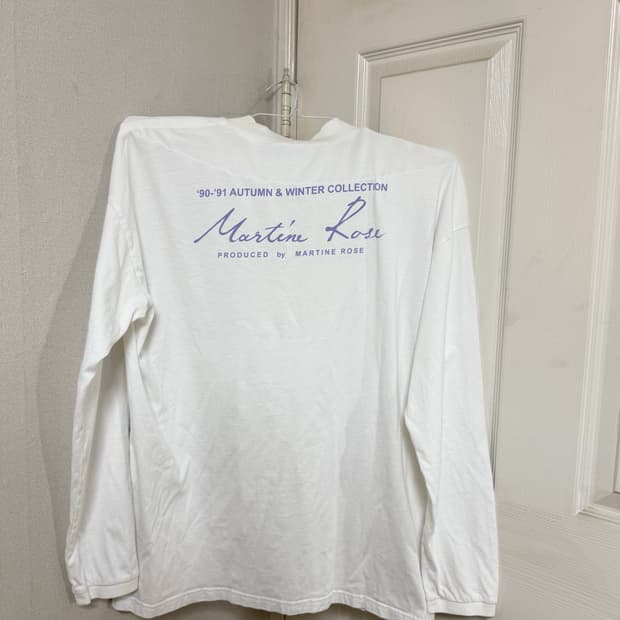 '90-'91 AUTUMN & WINTER COLLECTION
Martine Rose
PRODUCED by MARTINE ROSE